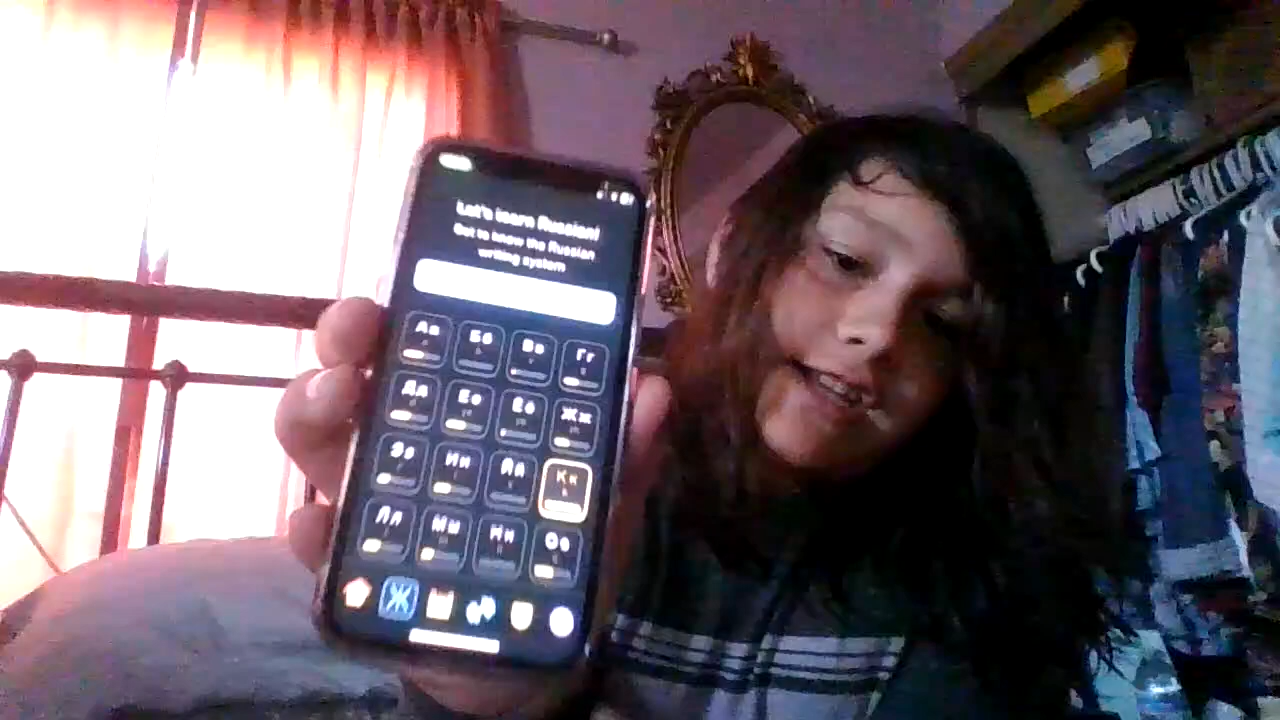 Let's learn Russian!
Get to know the Russian
writing system
Аа Бб Вв Гг
Дд Ее Ёё Жж
Зз Ии Йй Кк
Лл Мм Нн Оо
Ж